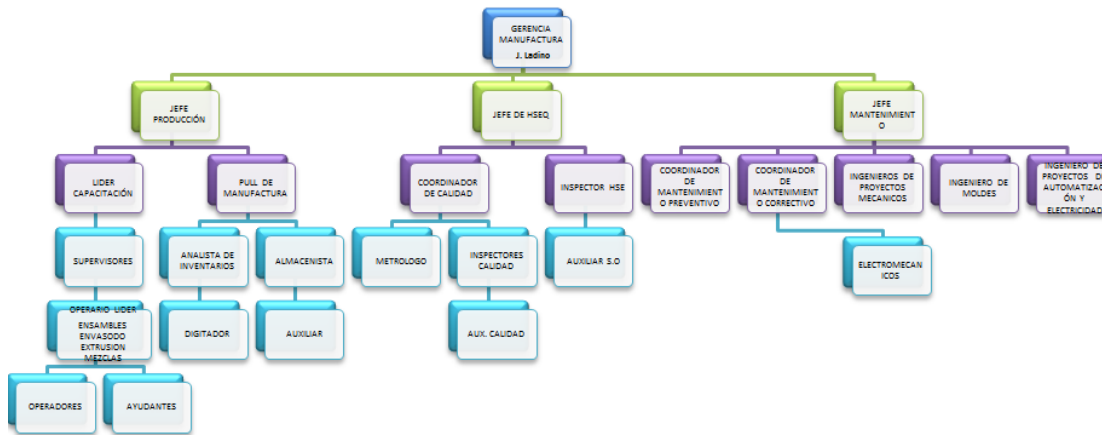 GERENCIA
MANUFACTURA
J. Ladino
JEFE
PRODUCCIÓN
JEFE DE HSEQ
JEFE
MANTENIMIENT
O
LIDER
CAPACITACIÓN
PULL DE
MANUFACTURA
COORDINADOR
DE CALIDAD
INSPECTOR HSE
COORDINADOR
DE
MANTENIMIENT
O PREVENTIVO
COORDINADOR
DE
MANTENIMIENT
O CORRECTIVO
INGENIEROS DE
PROYECTOS
MECANICOS
INGENIERO DE
MOLDES
INGENIERO DE
PROYECTOS DE
AUTOMATIZAC
IÓN Y
ELECTRICIDAD
SUPERVISORES
ANALISTA DE
INVENTARIOS
ALMACENISTA
METROLOGO
INSPECTORES
CALIDAD
AUXILIAR S.O
ELECTROMECAN
ICOS
OPERARIO LIDER
ENSAMBLES
ENVASODO
EXTRUSION
MEZCLAS
DIGITADOR
AUXILIAR
AUX. CALIDAD
OPERADORES
AYUDANTES